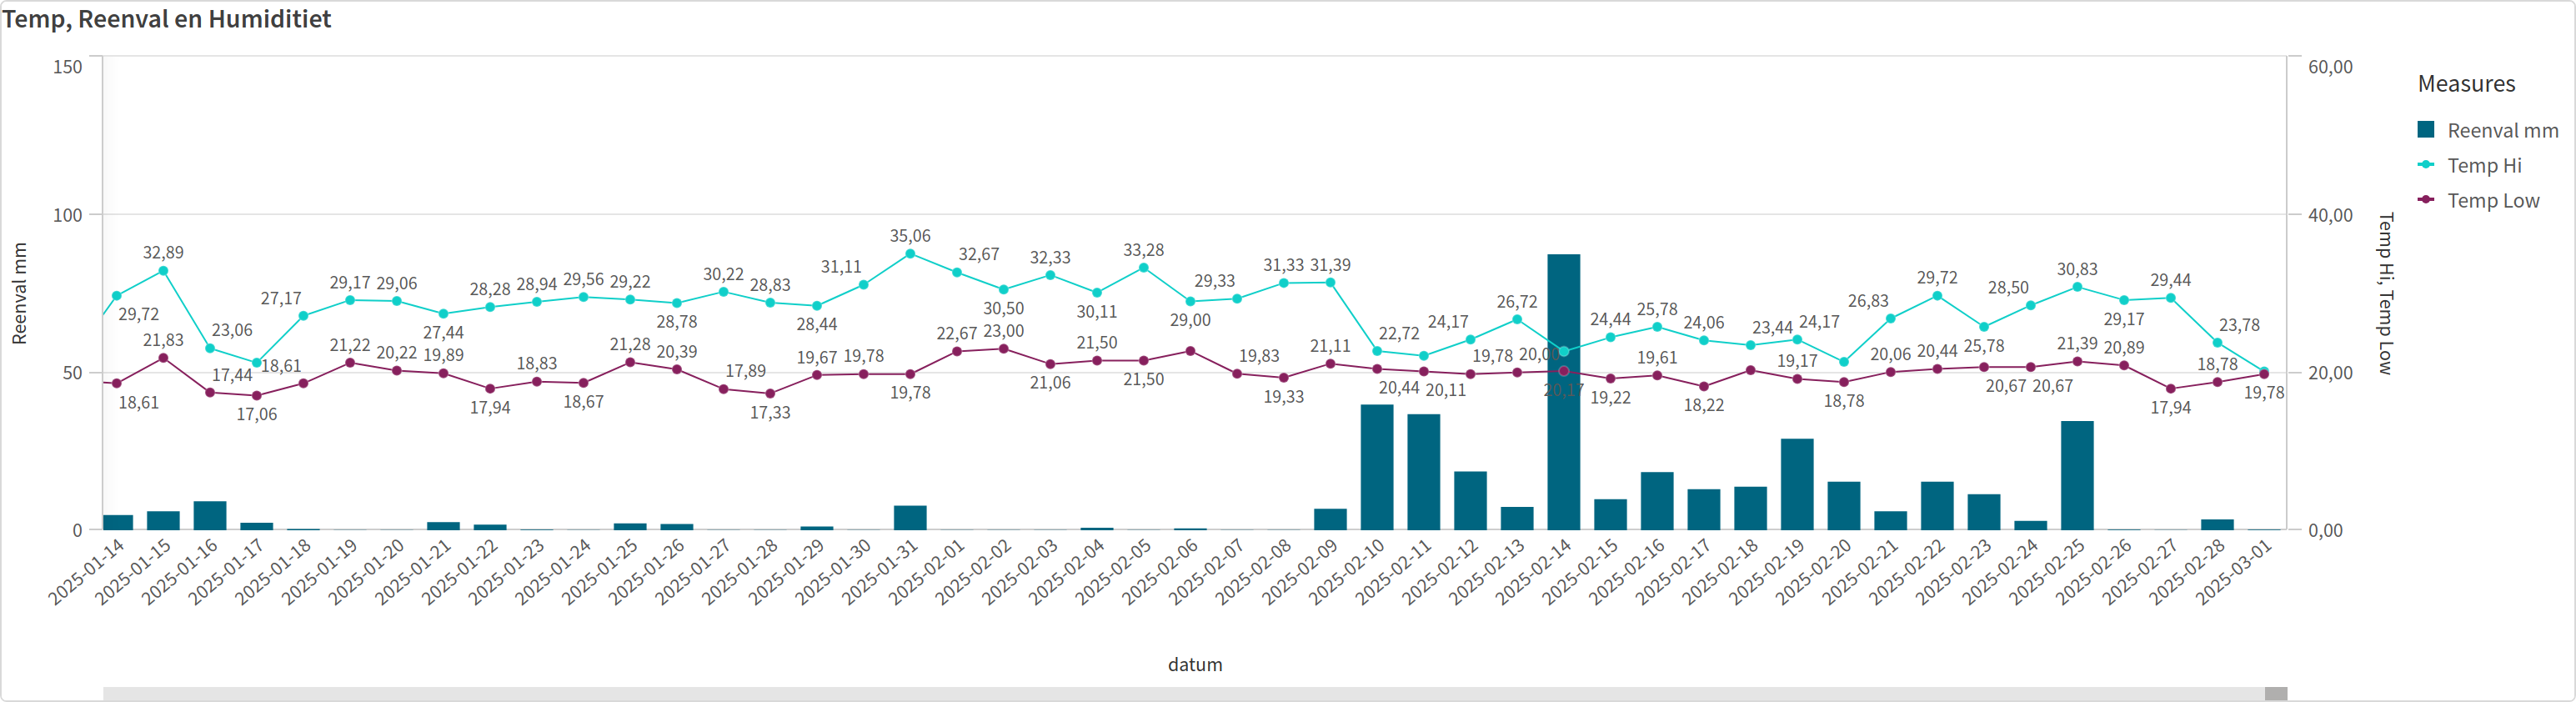 Temp, Reenval en Humiditiet
150
100
50
0
Reenval mm
60,00
40,00
20,00
0,00
Temp Hi, Temp Low
Measures
Reenval mm
Temp Hi
Temp Low
29,72 32,89 23,06 27,17 29,17 29,06 27,44 28,28 28,94 29,56 29,22 28,78 30,22 28,83 28,44 31,11 35,06 32,67 30,50 32,33 30,11 33,28 29,00 29,33 31,33 31,39 22,72 24,17 26,72 24,44 25,78 24,06 23,44 24,17 26,83 29,72 25,78 28,50 30,83 29,17 29,44 23,78
18,61 21,83 17,44 17,06 18,61 21,22 20,22 19,89 17,94 18,83 18,67 21,28 20,39 17,89 17,33 19,67 19,78 19,78 22,67 23,00 21,06 21,50 21,50 19,83 19,33 21,11 20,44 20,11 19,78 20,00 20,17 19,22 19,61 18,22 19,17 18,78 20,06 20,44 20,67 20,67 21,39 20,89 17,94 18,78 19,78
2025-01-14 2025-01-15 2025-01-16 2025-01-17 2025-01-18 2025-01-19 2025-01-20 2025-01-21 2025-01-22 2025-01-23 2025-01-24 2025-01-25 2025-01-26 2025-01-27 2025-01-28 2025-01-29 2025-01-30 2025-01-31 2025-02-01 2025-02-02 2025-02-03 2025-02-04 2025-02-05 2025-02-06 2025-02-07 2025-02-08 2025-02-09 2025-02-10 2025-02-11 2025-02-12 2025-02-13 2025-02-14 2025-02-15 2025-02-16 2025-02-17 2025-02-18 2025-02-19 2025-02-20 2025-02-21 2025-02-22 2025-02-23 2025-02-24 2025-02-25 2025-02-26 2025-02-27 2025-02-28 2025-03-01
datum